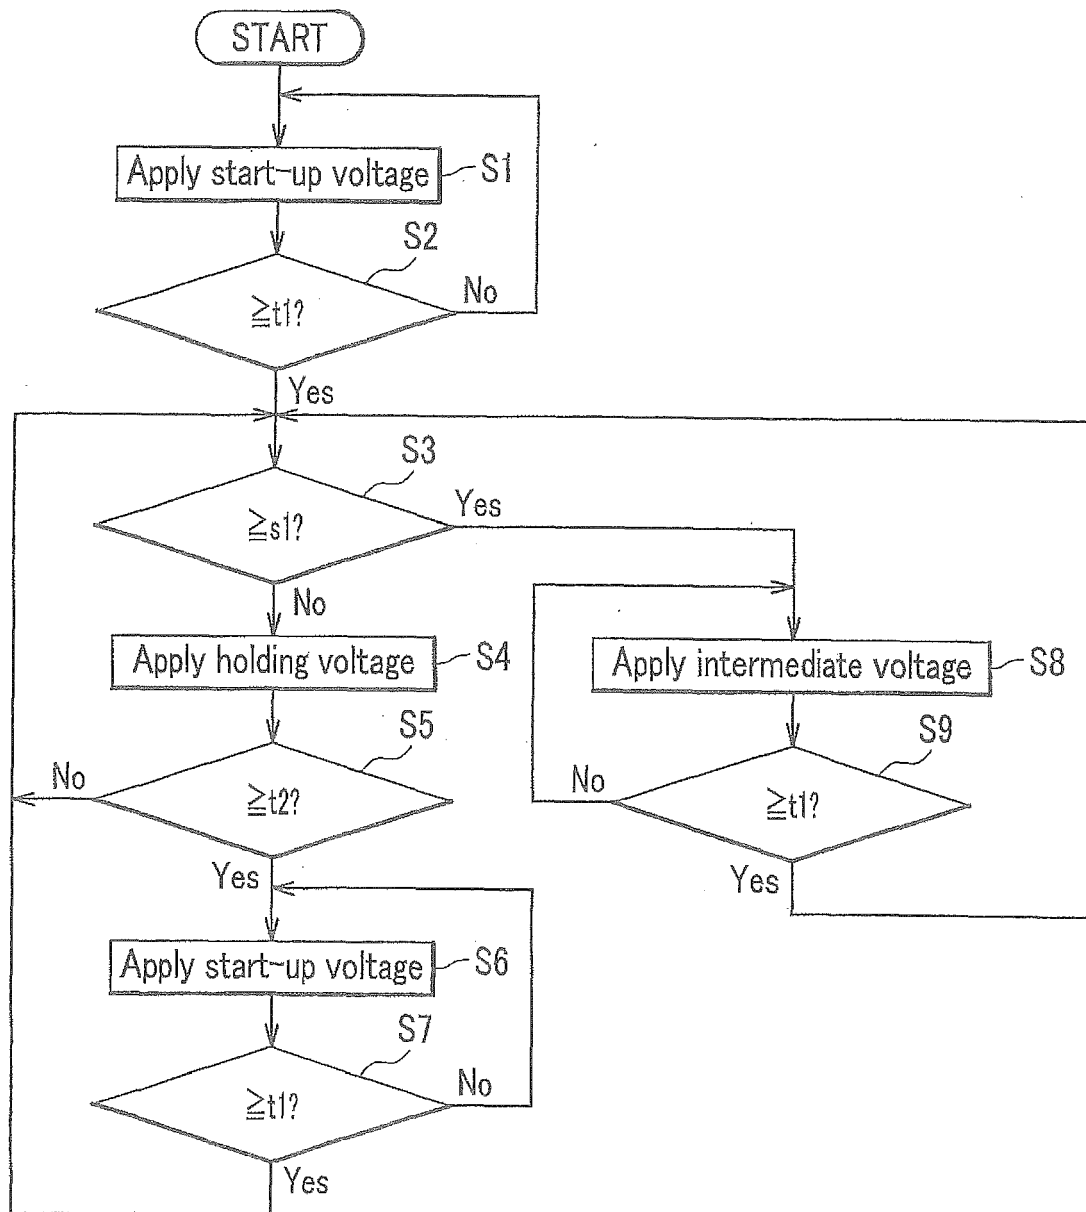 START
Apply start-up voltage
S1
S2
≧t1?
No
Yes
S3
≧s1?
Yes
No
Apply holding voltage
S4
Apply intermediate voltage
S8
S5
≧t2?
No
Yes
S9
≧t1?
No
Yes
Apply start-up voltage
S6
S7
≧t1?
No
Yes